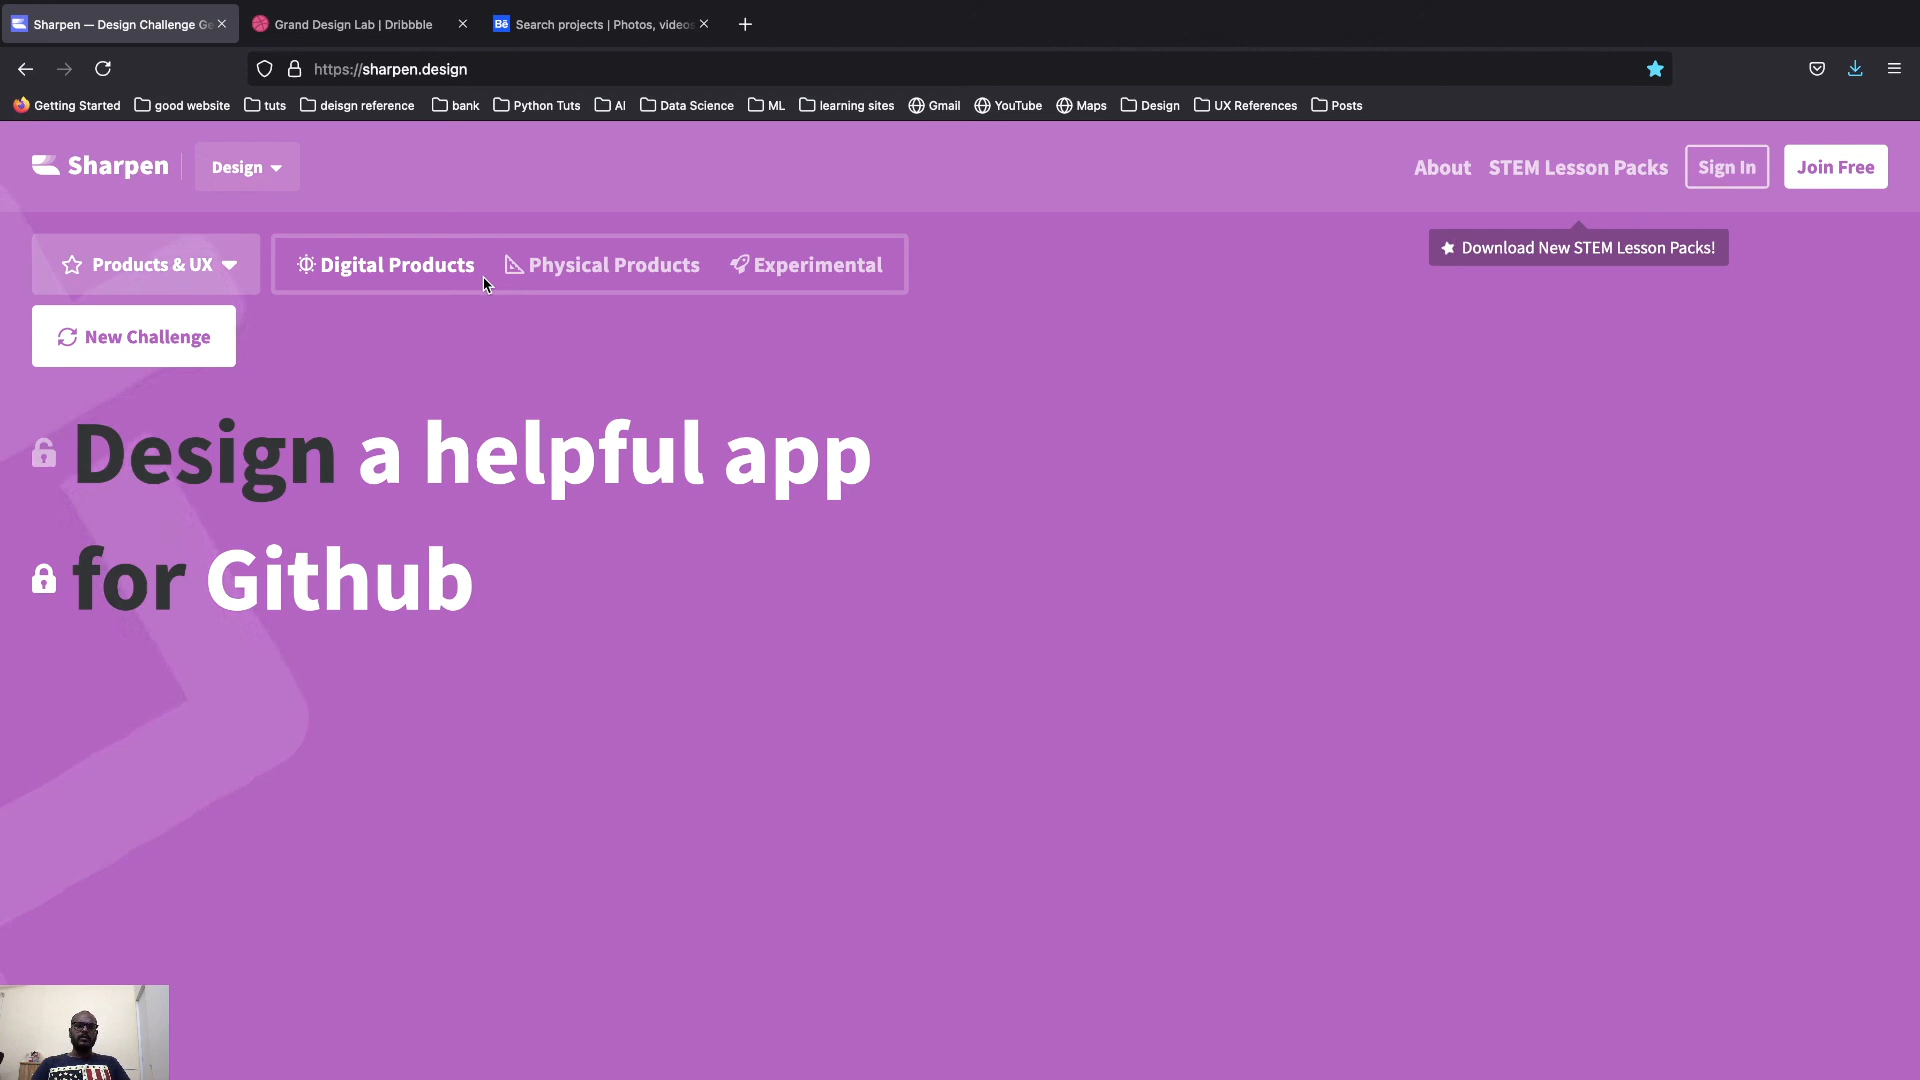 Sharpen — Design Challenge Ge
Grand Design Lab | Dribbble
Bē Search projects | Photos, videos
https://sharpen.design
Getting Started good website tuts deisgn reference bank Python Tuts AI Data Science ML learning sites Gmail YouTube Maps Design UX References Posts
Sharpen Design About STEM Lesson Packs Sign In Join Free
Products & UX Digital Products Physical Products Experimental
Download New STEM Lesson Packs!
New Challenge
Design a helpful app
for Github